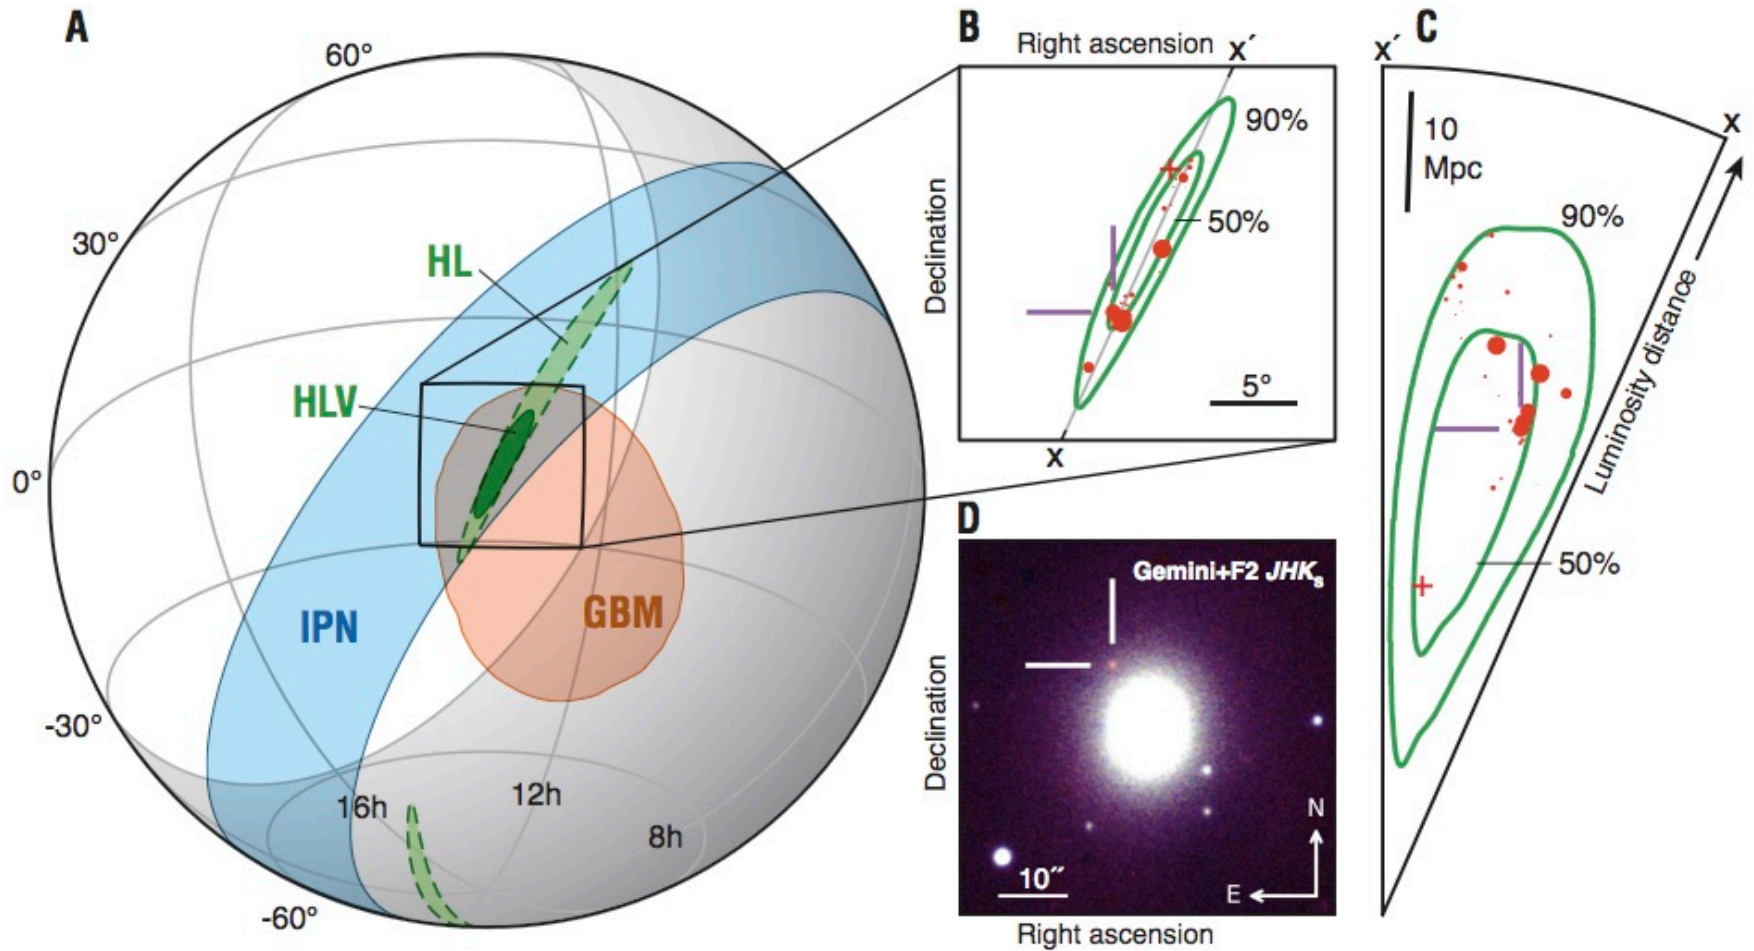 A
60°
30°
0°
-30°
-60°
HL
HLV
IPN
GBM
16h
12h
8h
B
Right ascension
X´
90%
50%
Declination
5°
X
C
X´
X
10
Mpc
90%
Luminosity distance
50%
D
Gemini+F2 JHKs
Declination
N
E
10″
Right ascension